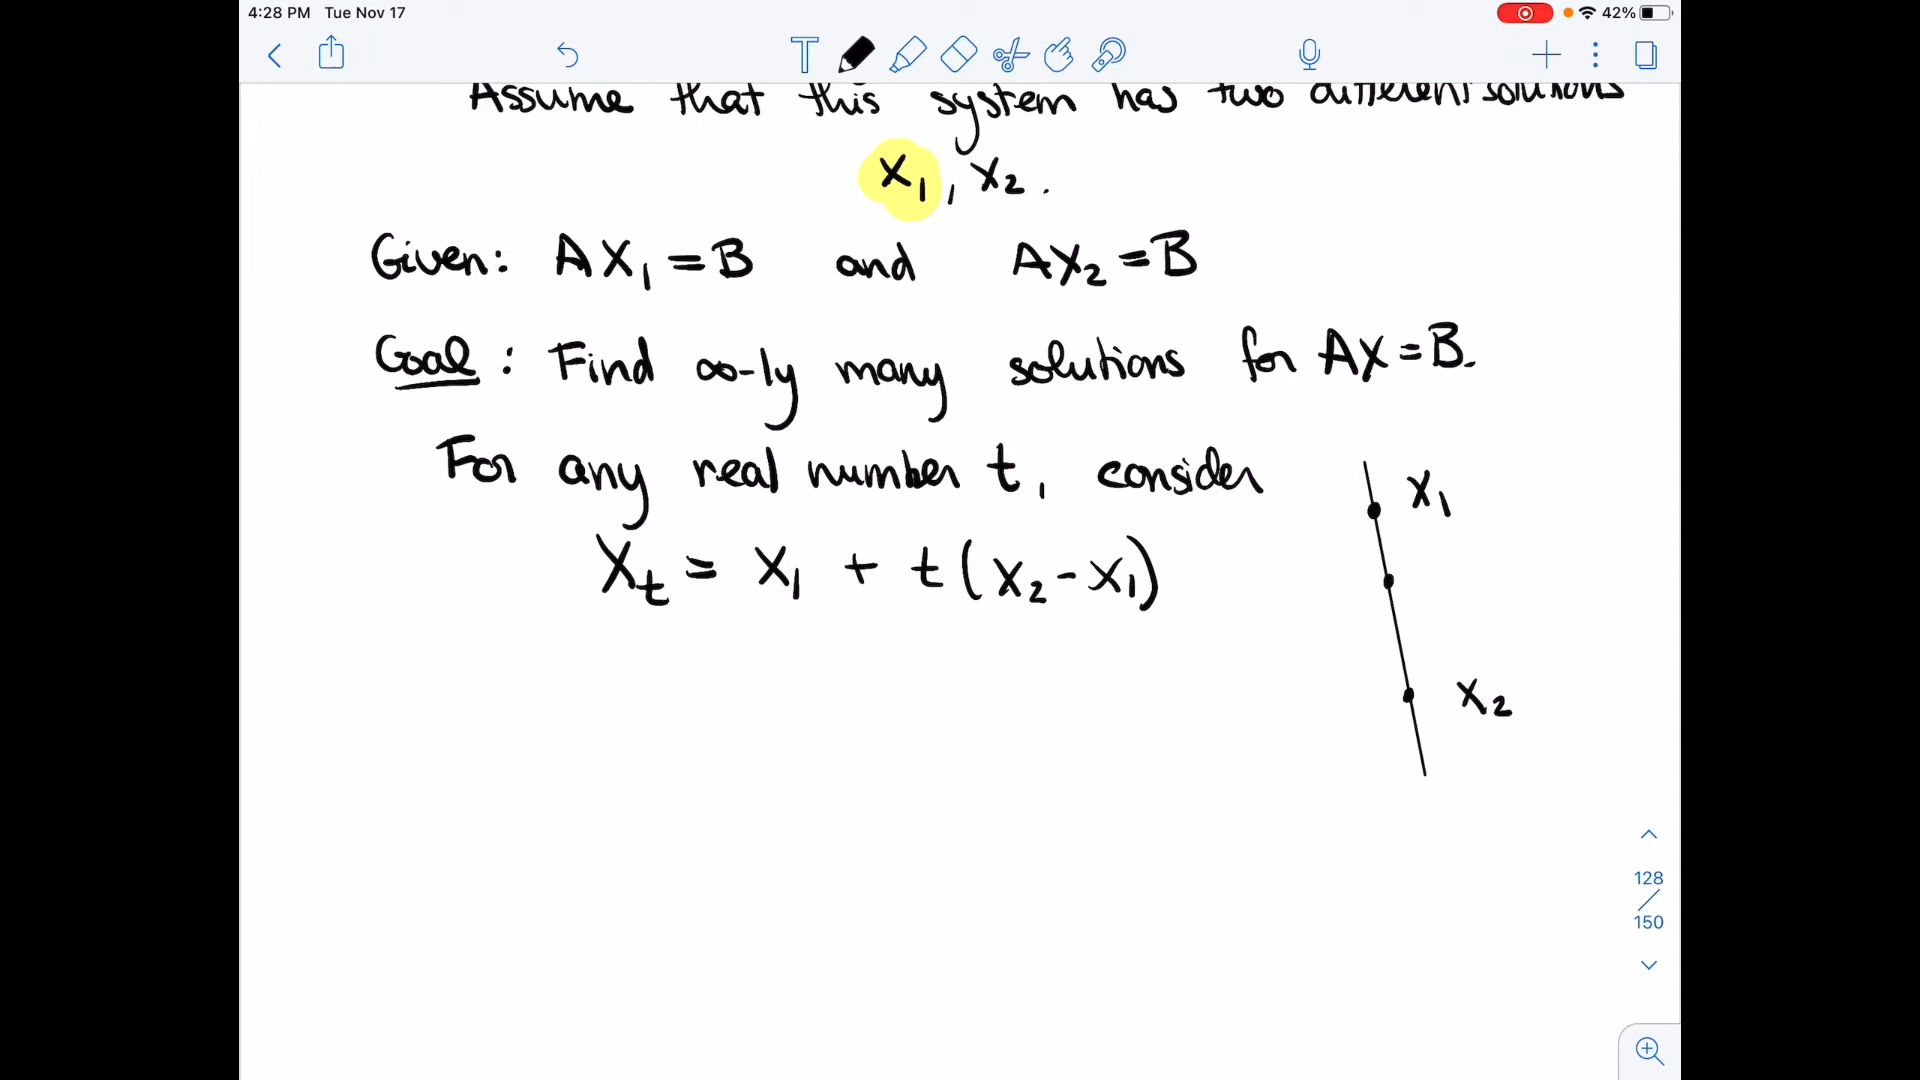 4:28 PM Tue Nov 17
42%
T
Assume that this system has two different solutions
X₁, X₂.
Given: AX₁ = B and AX₂ = B
Goal: Find ∞-ly many solutions for AX = B.
For any real number t, consider
Xₜ = X₁ + t(X₂ - X₁)
X₁
X₂
128
/
150